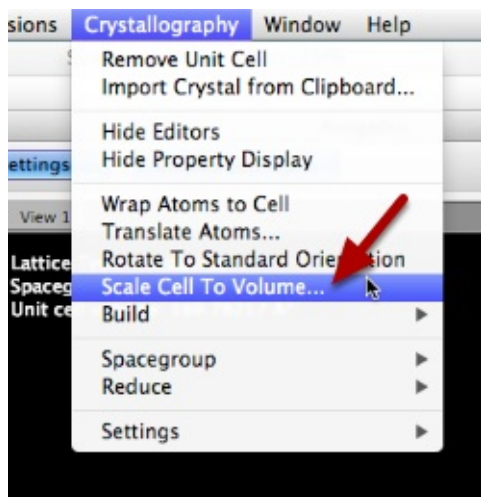 sions Crystallography Window Help
Remove Unit Cell
Import Crystal from Clipboard...
Hide Editors
ettings
Hide Property Display
Wrap Atoms to Cell
View 1
Translate Atoms...
Lattice
Rotate To Standard Orien ion
Spaceg
Scale Cell To Volume...
Unit ce
Build
Spacegroup
Reduce
Settings